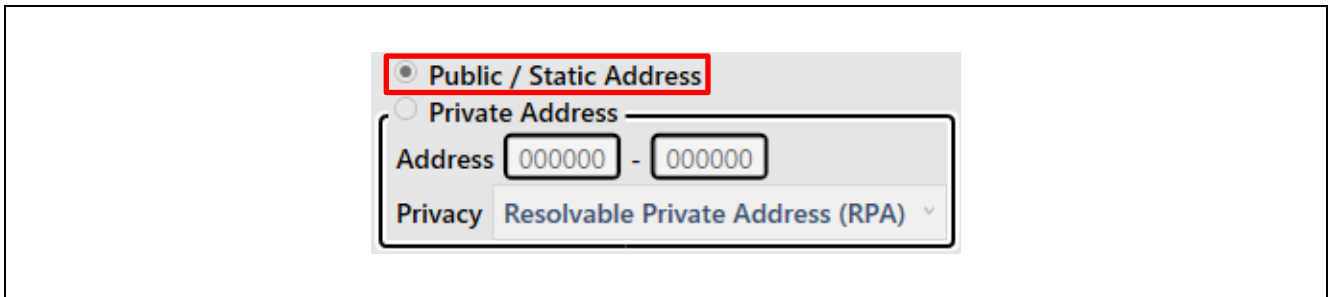 Public / Static Address
Private Address
Address 000000 - 000000
Privacy Resolvable Private Address (RPA)